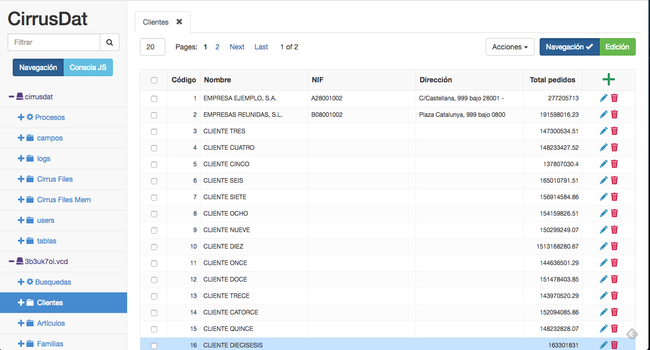 CirrusDat
Filtrar
Navegación Consola JS
cirrusdat
Procesos
campos
logs
Cirrus Files
Cirrus Files Mem
users
tablas
3b3uk7ol.vcd
Busquedas
Clientes
Artículos
Familias
Clientes
20 Pages: 1 2 Next Last 1 of 2 Acciones Navegación Edición
Código Nombre NIF Dirección Total pedidos
1 EMPRESA EJEMPLO, S.A. A28001002 C/Castellana, 999 bajo 28001 - 277205713
2 EMPRESAS REUNIDAS, S.L. B08001002 Plaza Catalunya, 999 bajo 0800 191598016.23
3 CLIENTE TRES 147300534.51
4 CLIENTE CUATRO 148233427.52
5 CLIENTE CINCO 137807030.4
6 CLIENTE SEIS 165010791.51
7 CLIENTE SIETE 156914584.86
8 CLIENTE OCHO 154159826.51
9 CLIENTE NUEVE 150299249.07
10 CLIENTE DIEZ 1513168280.67
11 CLIENTE ONCE 144636501.29
12 CLIENTE DOCE 151478403.85
13 CLIENTE TRECE 143970520.29
14 CLIENTE CATORCE 152094085.86
15 CLIENTE QUINCE 148232828.07
16 CLIENTE DIECISESIS 163301831